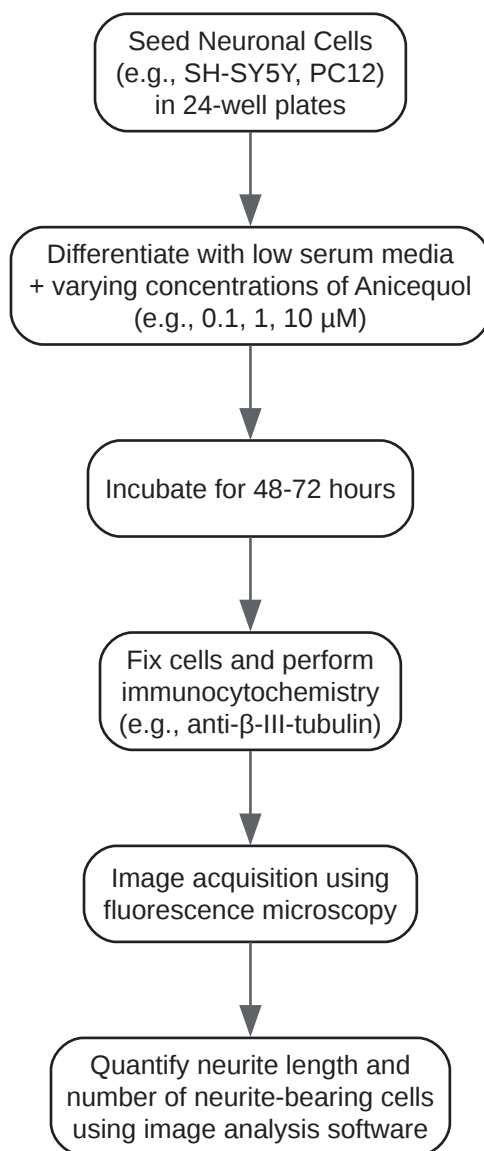 Seed Neuronal Cells
(e.g., SH-SY5Y, PC12)
in 24-well plates
Differentiate with low serum media
+ varying concentrations of Anicequol
(e.g., 0.1, 1, 10 µM)
Incubate for 48-72 hours
Fix cells and perform
immunocytochemistry
(e.g., anti-β-III-tubulin)
Image acquisition using
fluorescence microscopy
Quantify neurite length and
number of neurite-bearing cells
using image analysis software